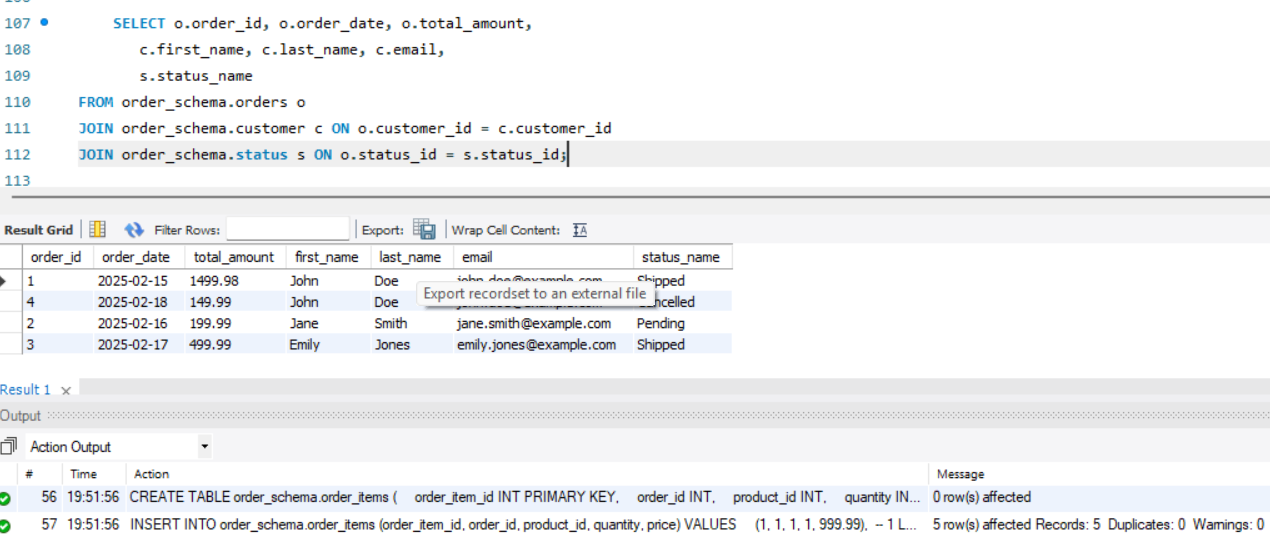 107 SELECT o.order_id, o.order_date, o.total_amount,
108 c.first_name, c.last_name, c.email,
109 s.status_name
110 FROM order_schema.orders o
111 JOIN order_schema.customer c ON o.customer_id = c.customer_id
112 JOIN order_schema.status s ON o.status_id = s.status_id;
113
Result Grid Filter Rows: Export: Wrap Cell Content:
order_id order_date total_amount first_name last_name email status_name
1 2025-02-15 1499.98 John Doe john.doe@example.com Shipped
Export recordset to an external file
4 2025-02-18 149.99 John Doe Cancelled
2 2025-02-16 199.99 Jane Smith jane.smith@example.com Pending
3 2025-02-17 499.99 Emily Jones emily.jones@example.com Shipped
Result 1
Output
Action Output
# Time Action Message
56 19:51:56 CREATE TABLE order_schema.order_items ( order_item_id INT PRIMARY KEY, order_id INT, product_id INT, quantity IN... 0 row(s) affected
57 19:51:56 INSERT INTO order_schema.order_items (order_item_id, order_id, product_id, quantity, price) VALUES (1, 1, 1, 1, 999.99), -- 1 L... 5 row(s) affected Records: 5 Duplicates: 0 Warnings: 0